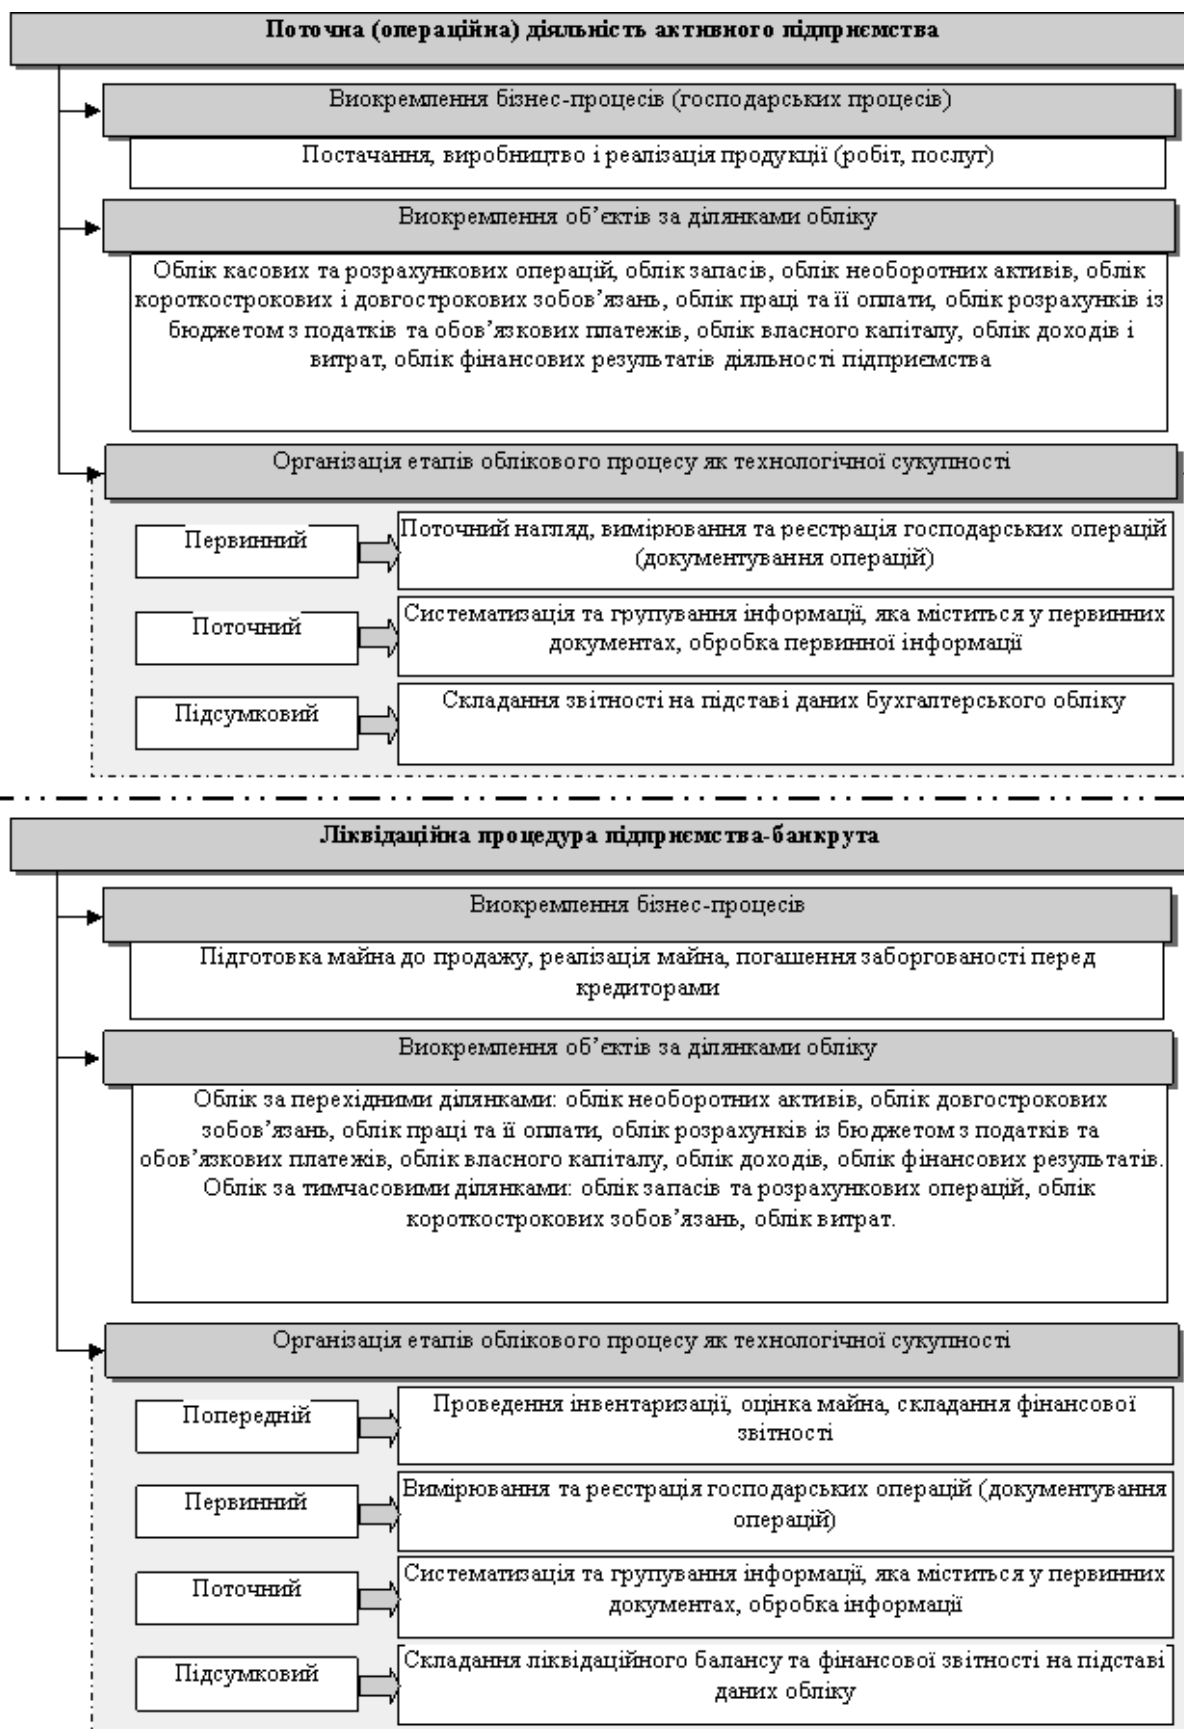 Поточна (операційна) діяльність активного підприємства
Виокремлення бізнес-процесів (господарських процесів)
Постачання, виробництво і реалізація продукції (робіт, послуг)
Виокремлення об’єктів за ділянками обліку
Облік касових та розрахункових операцій, облік запасів, облік необоротних активів, облік
короткострокових і довгострокових зобов’язань, облік праці та її оплати, облік розрахунків із
бюджетом з податків та обов’язкових платежів, облік власного капіталу, облік доходів і
витрат, облік фінансових результатів діяльності підприємства
Організація етапів облікового процесу як технологічної сукупності
Первинний
Поточний нагляд, вимірювання та реєстрація господарських операцій
(документування операцій)
Поточний
Систематизація та групування інформації, яка міститься у первинних
документах, обробка первинної інформації
Підсумковий
Складання звітності на підставі даних бухгалтерського обліку
Ліквідаційна процедура підприємства-банкрута
Виокремлення бізнес-процесів
Підготовка майна до продажу, реалізація майна, погашення заборгованості перед
кредиторами
Виокремлення об’єктів за ділянками обліку
Облік за перехідними ділянками: облік необоротних активів, облік довгострокових
зобов’язань, облік праці та її оплати, облік розрахунків із бюджетом з податків та
обов’язкових платежів, облік власного капіталу, облік доходів, облік фінансових результатів.
Облік за тимчасовими ділянками: облік запасів та розрахункових операцій, облік
короткострокових зобов’язань, облік витрат.
Організація етапів облікового процесу як технологічної сукупності
Попередній
Проведення інвентаризації, оцінка майна, складання фінансової
звітності
Первинний
Вимірювання та реєстрація господарських операцій (документування
операцій)
Поточний
Систематизація та групування інформації, яка міститься у первинних
документах, обробка інформації
Підсумковий
Складання ліквідаційного балансу та фінансової звітності на підставі
даних обліку